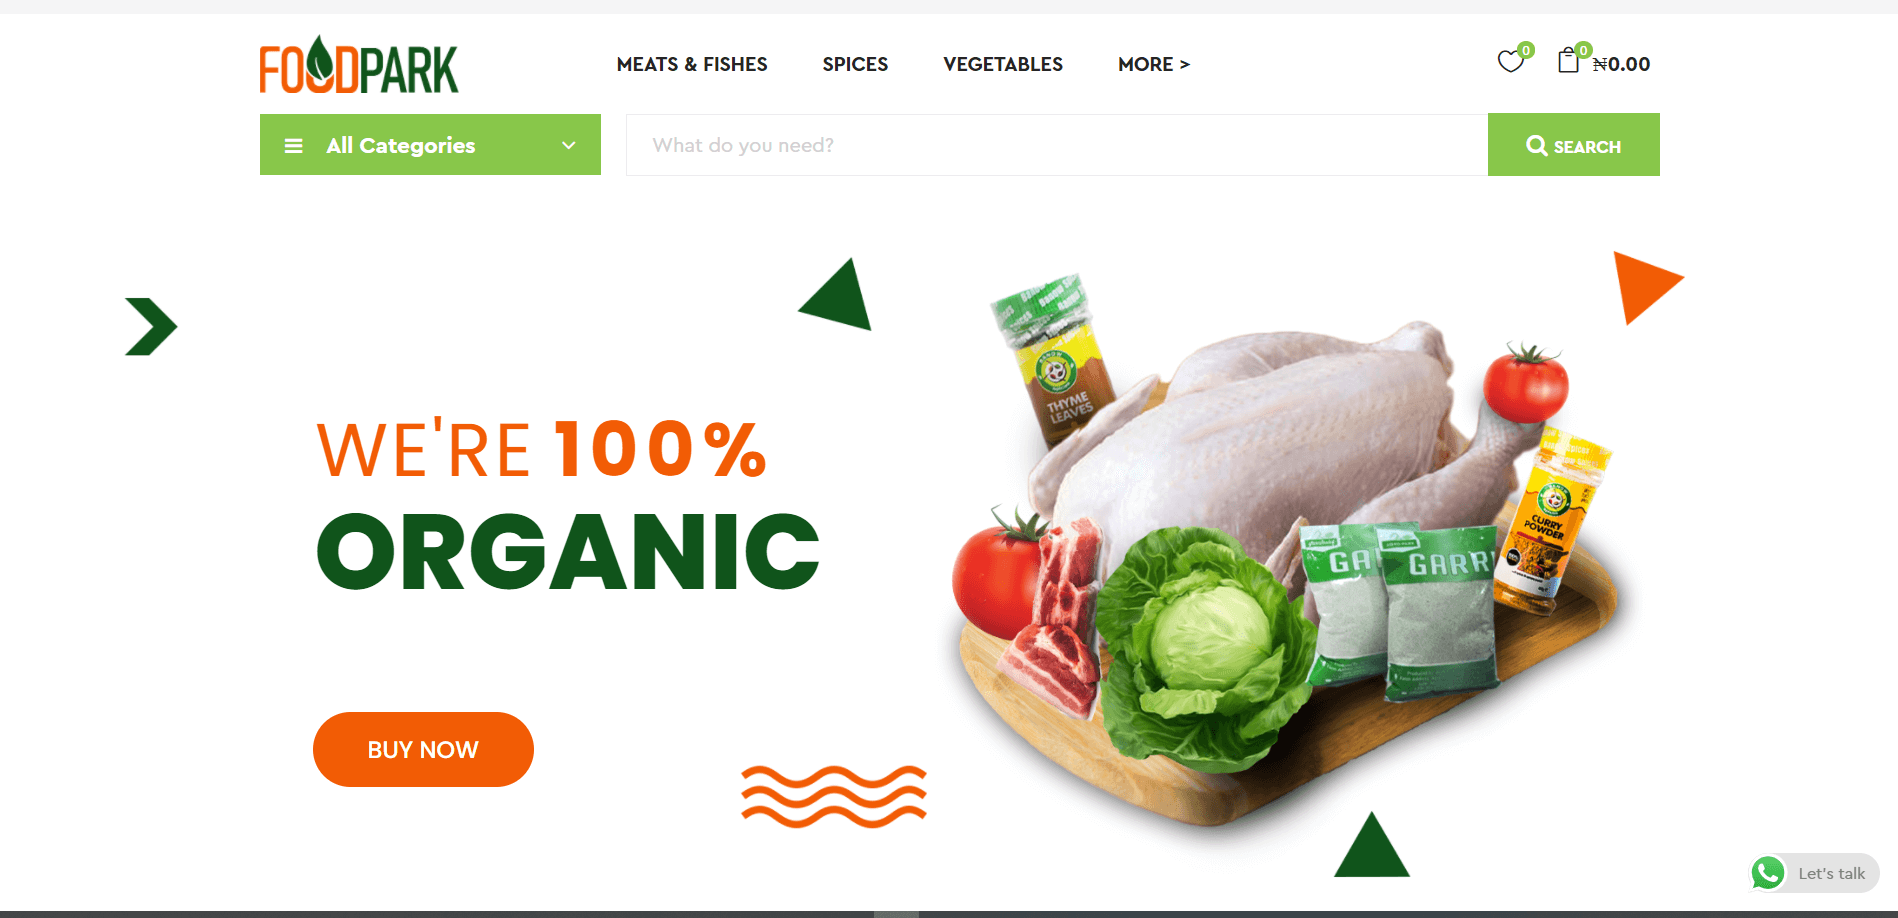 FOODPARK
MEATS & FISHES
SPICES
VEGETABLES
MORE >
0
0
₦0.00
All Categories
What do you need?
SEARCH
WE'RE 100%
ORGANIC
BUY NOW
THYME
LEAVES
CURRY
POWDER
GA
GARRI
Let's talk